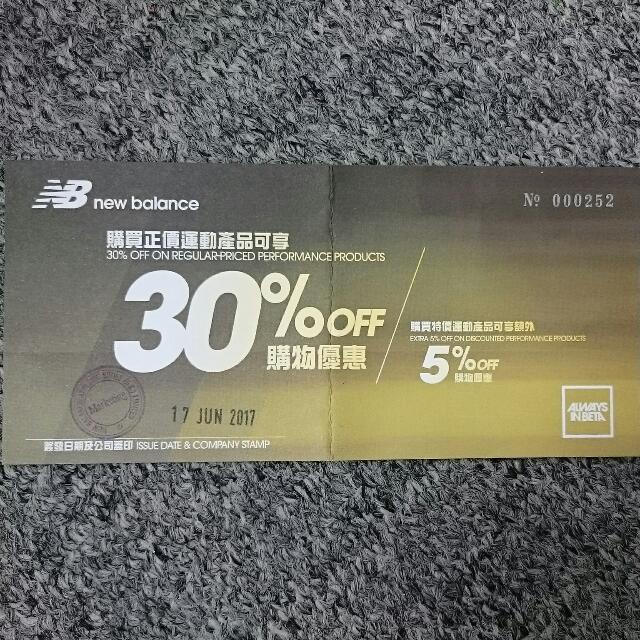 NB new balance
Nº 000252
購買正價運動產品可享
30% OFF ON REGULAR-PRICED PERFORMANCE PRODUCTS
30% OFF
購物優惠
購買特價運動產品可享額外
EXTRA 5% OFF ON DISCOUNTED PERFORMANCE PRODUCTS
5% OFF
購物優惠
ALWAYS
IN BETA
17 JUN 2017
簽發日期及公司蓋印 ISSUE DATE & COMPANY STAMP